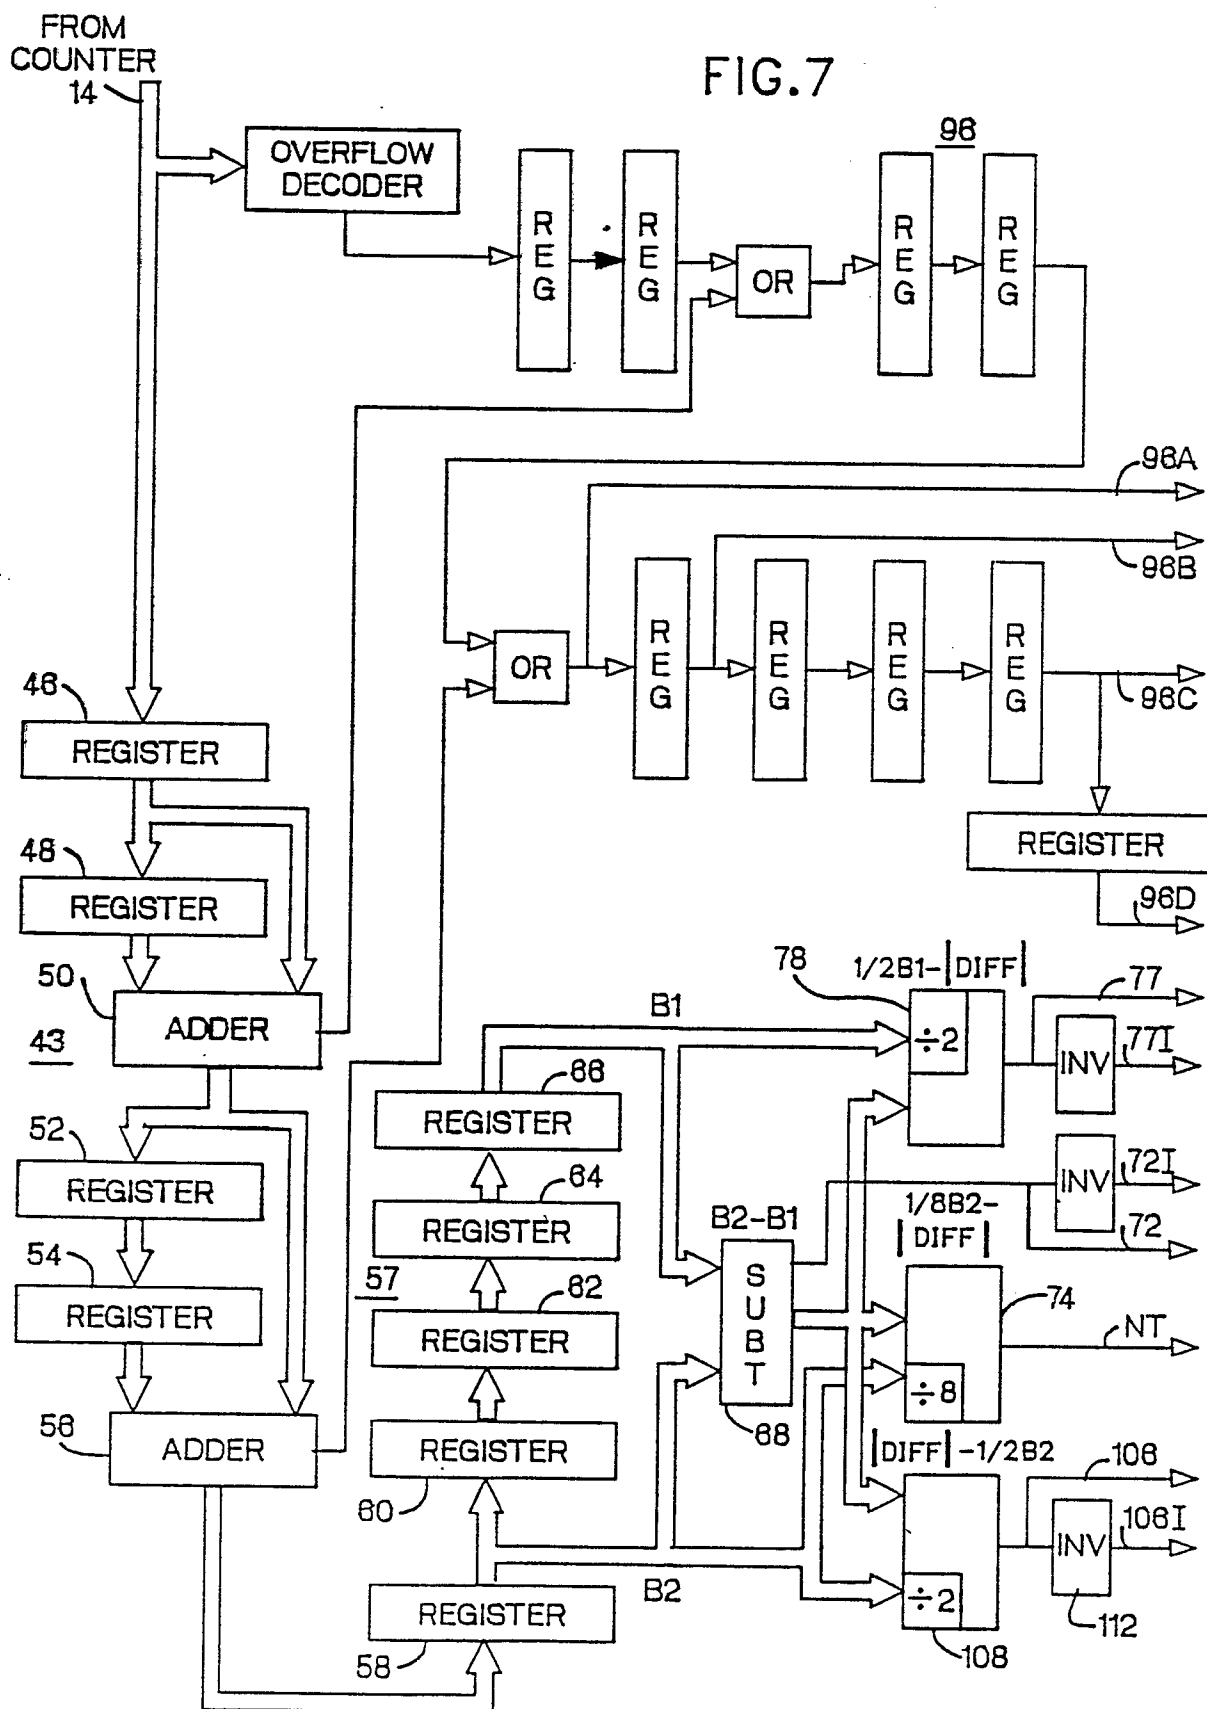 FROM
COUNTER
14
FIG.7
96
OVERFLOW
DECODER
REG
REG
OR
REG
REG
96A
96B
OR
REG
REG
REG
REG
96C
46
REGISTER
REGISTER
96D
48
REGISTER
50
ADDER
43
78
1/2B1-|DIFF|
÷2
77
INV
77I
B1
66
REGISTER
52
REGISTER
64
REGISTER
INV
72I
72
B2-B1
SUBT
68
1/8B2-
|DIFF|
74
÷8
NT
54
REGISTER
57
62
REGISTER
56
ADDER
REGISTER
60
|DIFF|-1/2B2
÷2
108
106
INV
106I
112
B2
REGISTER
58